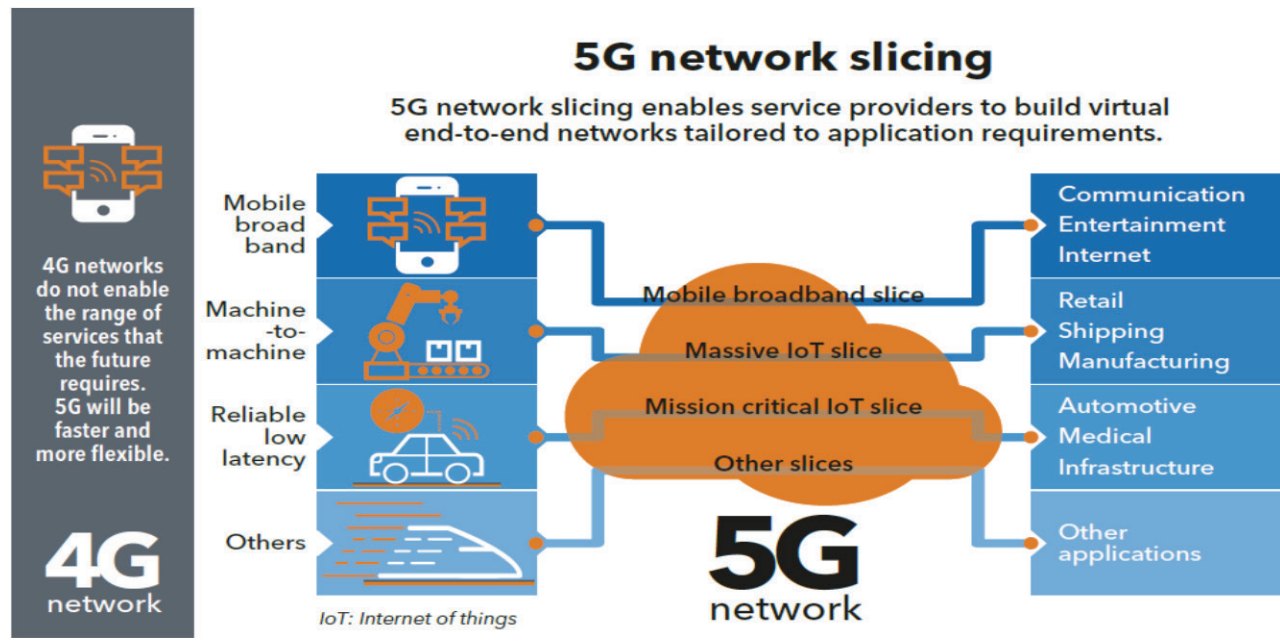 5G network slicing
5G network slicing enables service providers to build virtual
end-to-end networks tailored to application requirements.
4G networks
do not enable
the range of
services that
the future
requires.
5G will be
faster and
more flexible.
4G
network
Mobile
broad
band
Machine
-to-
machine
Reliable
low
latency
Others
Mobile broadband slice
Massive IoT slice
Mission critical IoT slice
Other slices
5G
network
Communication
Entertainment
Internet
Retail
Shipping
Manufacturing
Automotive
Medical
Infrastructure
Other
applications
IoT: Internet of things